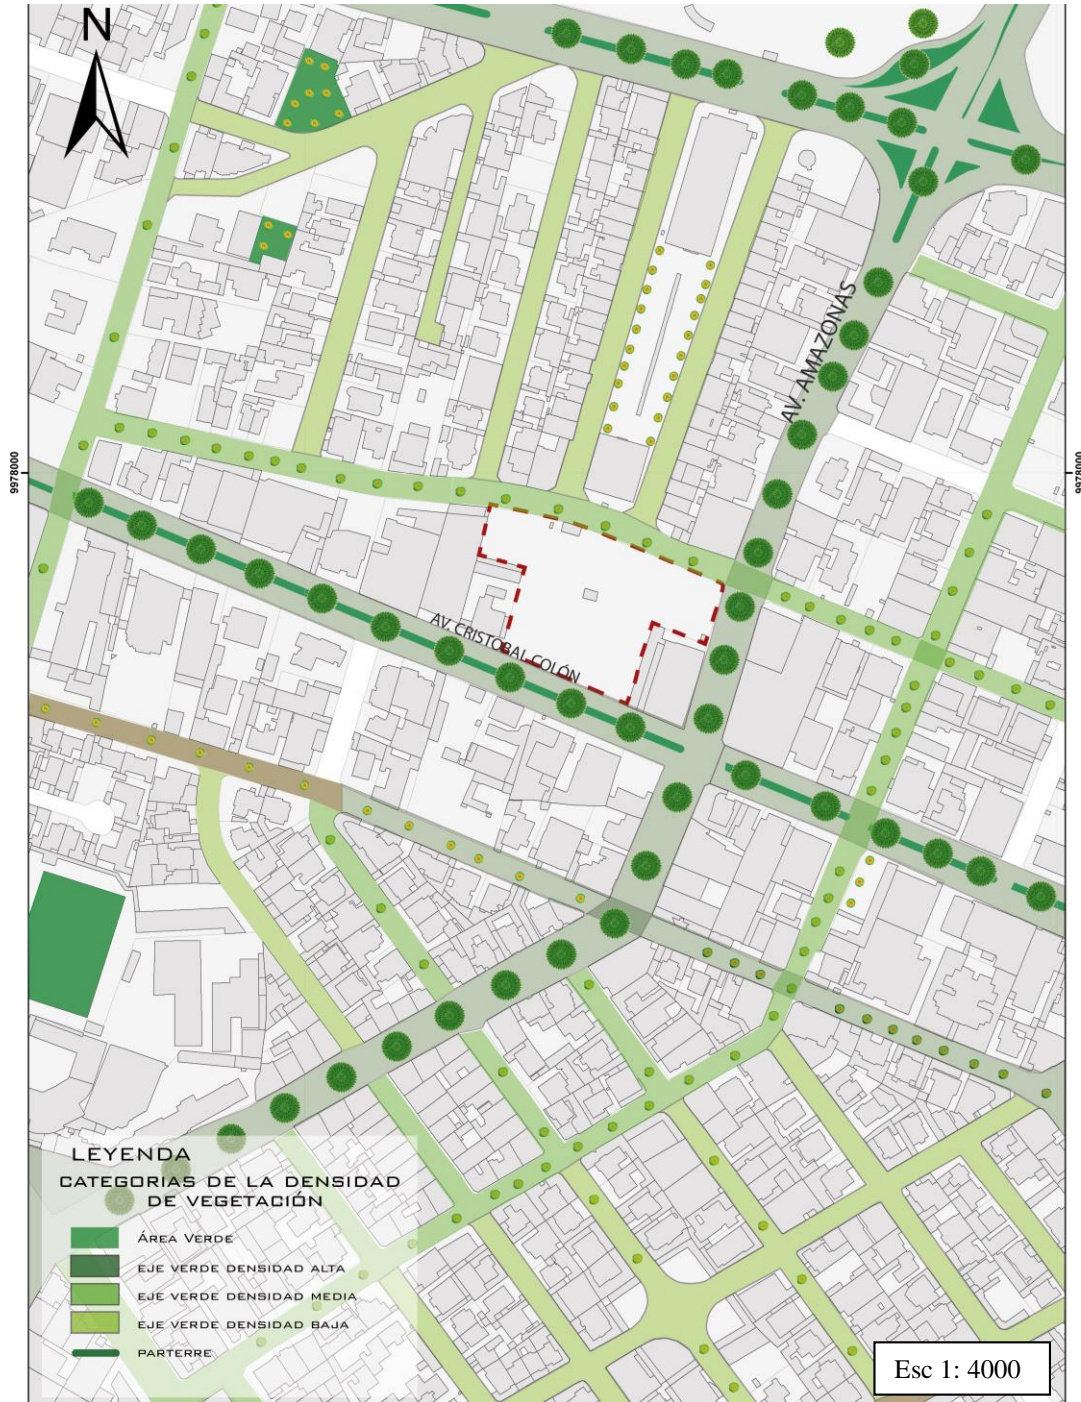 N
AV. AMAZONAS
9978000
9978000
AV. CRISTOBAL COLÓN
LEYENDA
CATEGORIAS DE LA DENSIDAD
DE VEGETACIÓN
ÁREA VERDE
EJE VERDE DENSIDAD ALTA
EJE VERDE DENSIDAD MEDIA
EJE VERDE DENSIDAD BAJA
PARTERRE
Esc 1: 4000